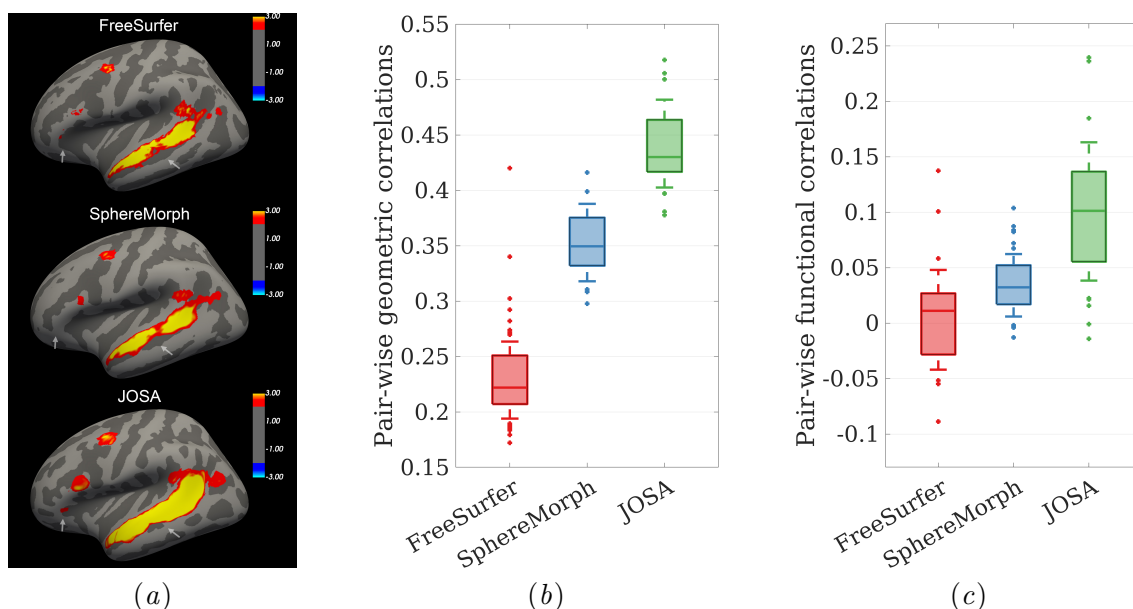 FreeSurfer
3.00
1.00
-1.00
-3.00
SphereMorph
3.00
1.00
-1.00
-3.00
JOSA
3.00
1.00
-1.00
-3.00
(a)
Pair-wise geometric correlations
0.55
0.5
0.45
0.4
0.35
0.3
0.25
0.2
0.15
FreeSurfer
SphereMorph
JOSA
(b)
Pair-wise functional correlations
0.25
0.2
0.15
0.1
0.05
0
-0.05
-0.1
FreeSurfer
SphereMorph
JOSA
(c)